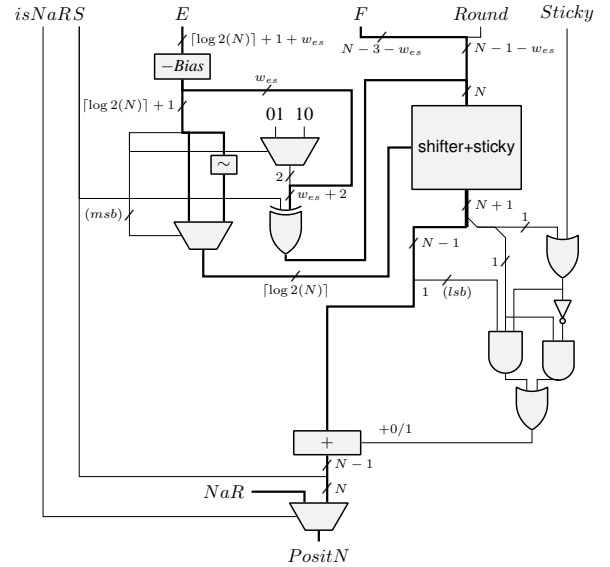 isNaR S E F Round Sticky
⌈log 2(N)⌉ + 1 + w_es
N − 3 − w_es
N − 1 − w_es
−Bias
w_es
⌈log 2(N)⌉ + 1
N
01 10
shifter+sticky
∼
2
w_es + 2
(msb)
N + 1
1
N − 1
1
⌈log 2(N)⌉
1 (lsb)
+0/1
+
N − 1
NaR
N
PositN